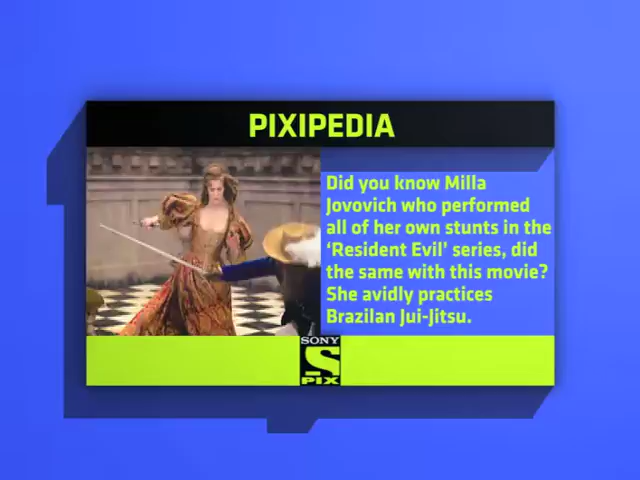 PIXIPEDIA
Did you know Milla
Jovovich who performed
all of her own stunts in the
‘Resident Evil’ series, did
the same with this movie?
She avidly practices
Brazilan Jui-Jitsu.
SONY
S
PIX